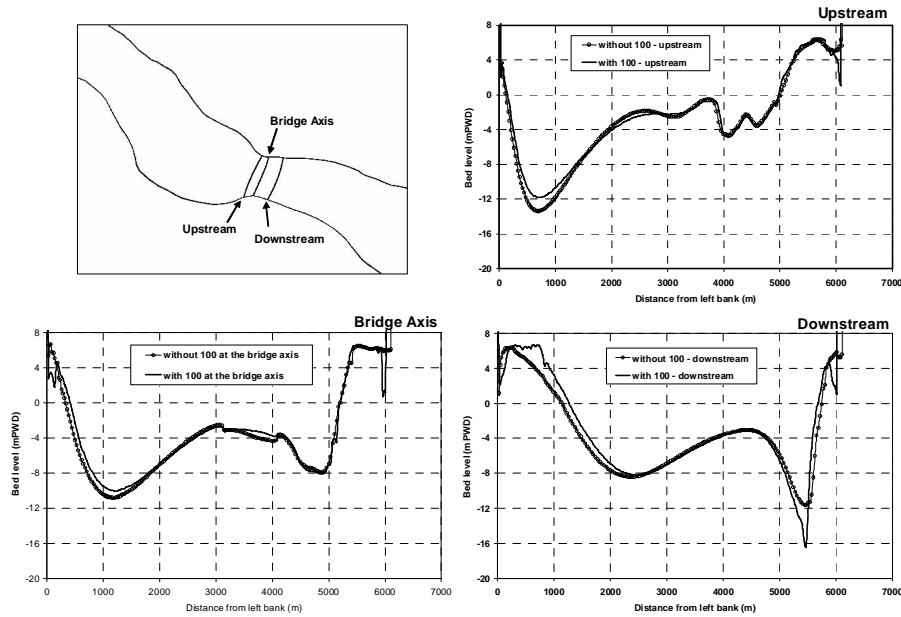 Bridge Axis
Upstream
Downstream
Upstream
without 100 - upstream
with 100 - upstream
Bed level (mPWD)
8
4
0
-4
-8
-12
-16
-20
0 1000 2000 3000 4000 5000 6000 7000
Distance from left bank (m)
Bridge Axis
without 100 at the bridge axis
with 100 at the bridge axis
Bed level (mPWD)
8
4
0
-4
-8
-12
-16
-20
0 1000 2000 3000 4000 5000 6000 7000
Distance from left bank (m)
Downstream
without 100 - downstream
with 100 - downstream
Bed level (mPWD)
8
4
0
-4
-8
-12
-16
-20
0 1000 2000 3000 4000 5000 6000 7000
Distance from left bank (m)